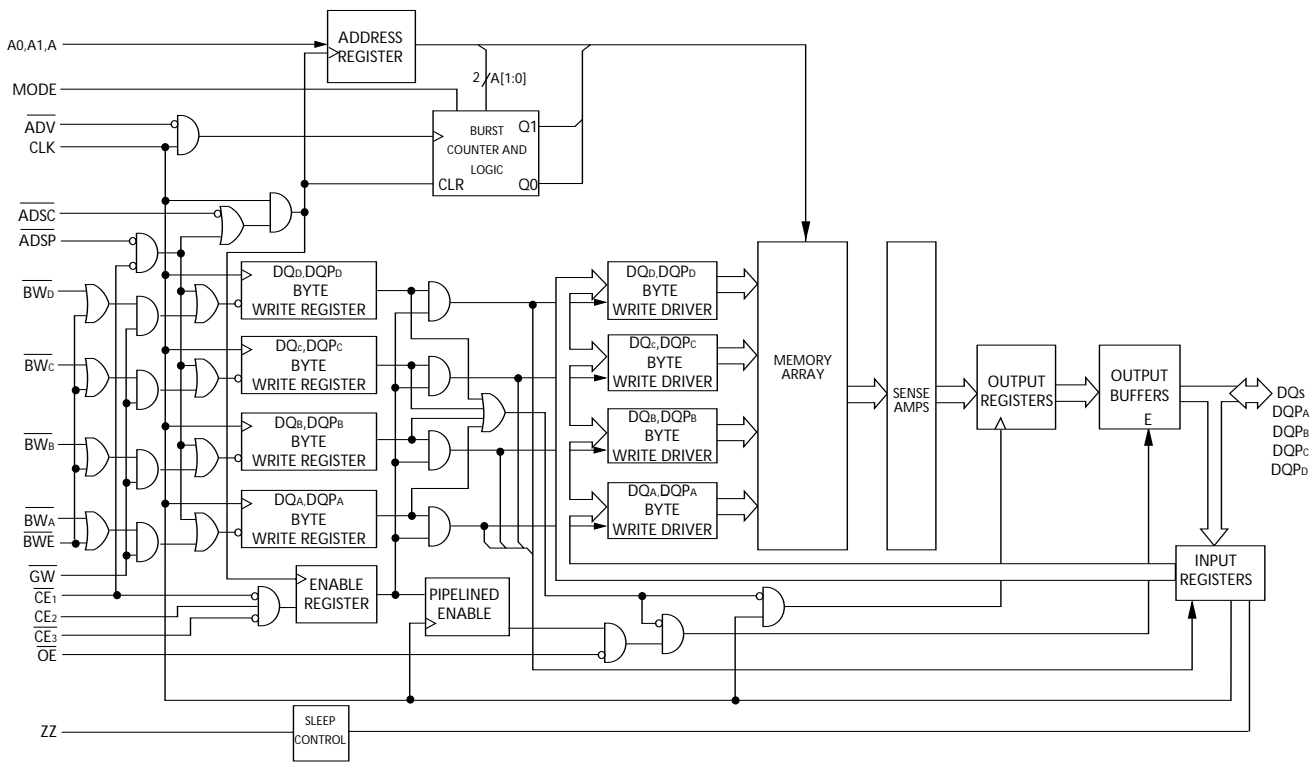 A0,A1,A
ADDRESS
REGISTER
2
A[1:0]
MODE
ADV
CLK
BURST
COUNTER AND
LOGIC
Q1
CLR
Q0
ADSC
ADSP
BWD
BWC
BWB
BWA
BWE
GW
CE1
CE2
CE3
OE
ZZ
DQD,DQPD
BYTE
WRITE REGISTER
DQC,DQPC
BYTE
WRITE REGISTER
DQB,DQPB
BYTE
WRITE REGISTER
DQA,DQPA
BYTE
WRITE REGISTER
ENABLE
REGISTER
PIPELINED
ENABLE
SLEEP
CONTROL
DQD,DQPD
BYTE
WRITE DRIVER
DQC,DQPC
BYTE
WRITE DRIVER
DQB,DQPB
BYTE
WRITE DRIVER
DQA,DQPA
BYTE
WRITE DRIVER
MEMORY
ARRAY
SENSE
AMPS
OUTPUT
REGISTERS
OUTPUT
BUFFERS
E
DQs
DQPA
DQPB
DQPC
DQPD
INPUT
REGISTERS